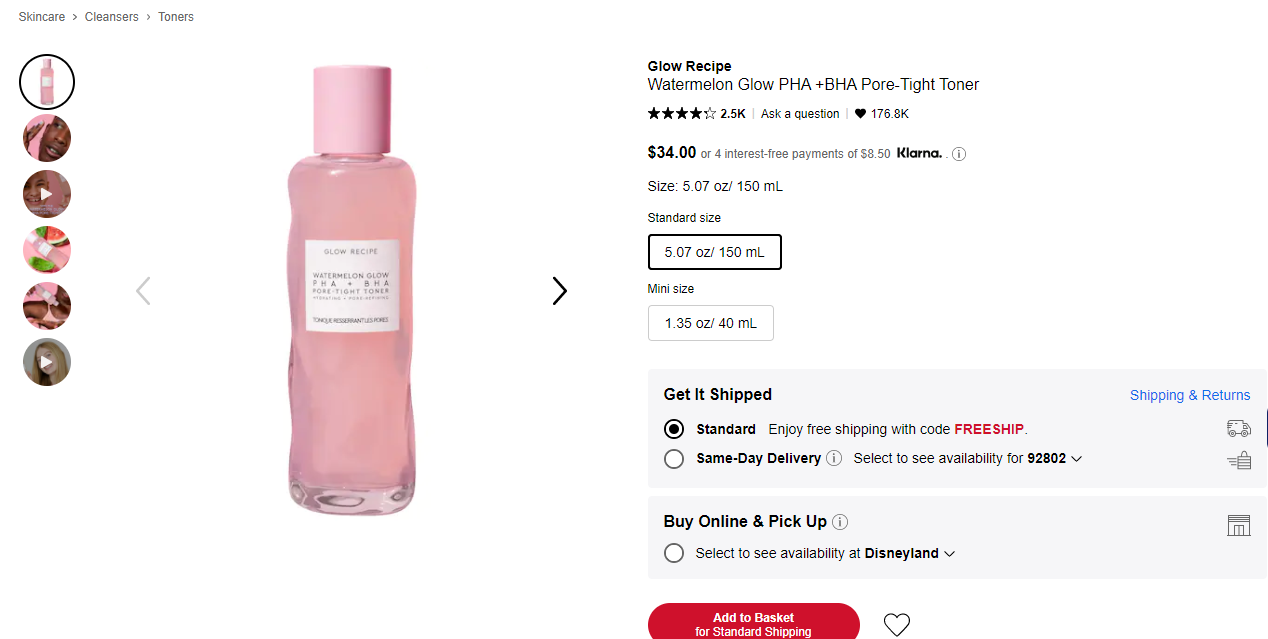 Skincare > Cleansers > Toners
Glow Recipe
Watermelon Glow PHA +BHA Pore-Tight Toner
2.5K | Ask a question | 176.8K
$34.00 or 4 interest-free payments of $8.50 Klarna.
Size: 5.07 oz/ 150 mL
Standard size
5.07 oz/ 150 mL
Mini size
1.35 oz/ 40 mL
Get It Shipped
Shipping & Returns
Standard Enjoy free shipping with code FREESHIP.
Same-Day Delivery Select to see availability for 92802
Buy Online & Pick Up
Select to see availability at Disneyland
Add to Basket
for Standard Shipping
GLOW RECIPE
WATERMELON GLOW
PHA + BHA
PORE-TIGHT TONER
HYDRATING + PORE-REFINING
TONIQUE RESSERRANT LES PORES